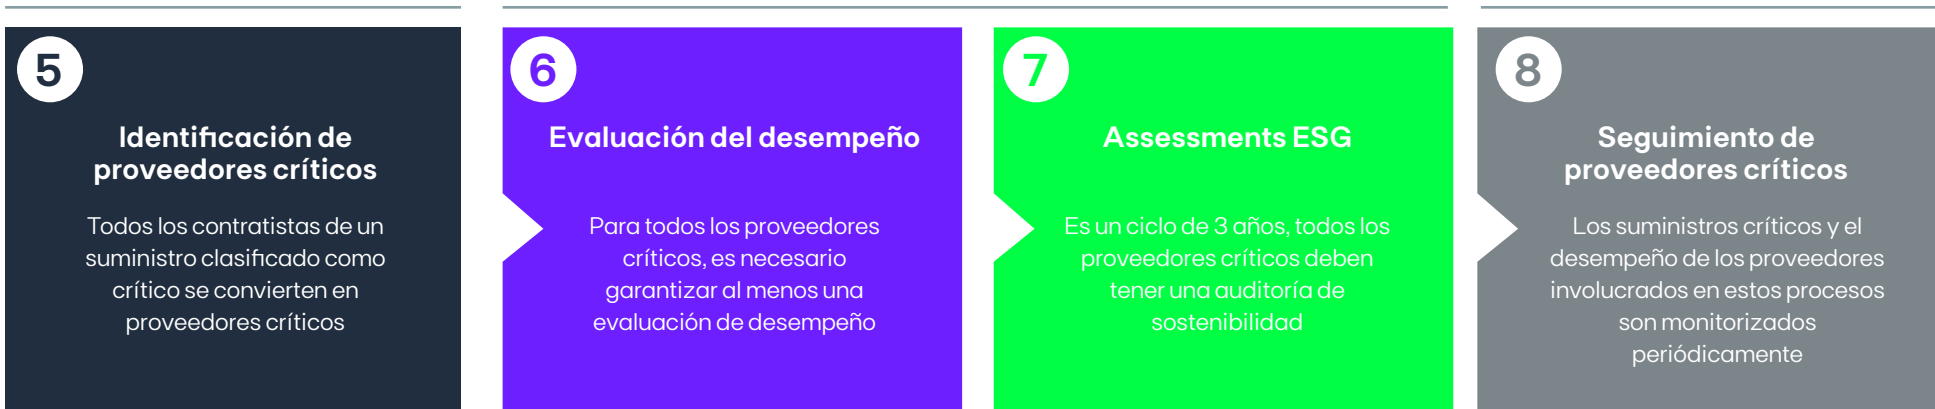 5
Identificación de
proveedores críticos
Todos los contratistas de un
suministro clasificado como
crítico se convierten en
proveedores críticos
6
Evaluación del desempeño
Para todos los proveedores
críticos, es necesario
garantizar al menos una
evaluación de desempeño
7
Assessments ESG
Es un ciclo de 3 años, todos los
proveedores críticos deben
tener una auditoría de
sostenibilidad
8
Seguimiento de
proveedores críticos
Los suministros críticos y el
desempeño de los proveedores
involucrados en estos procesos
son monitorizados
periódicamente